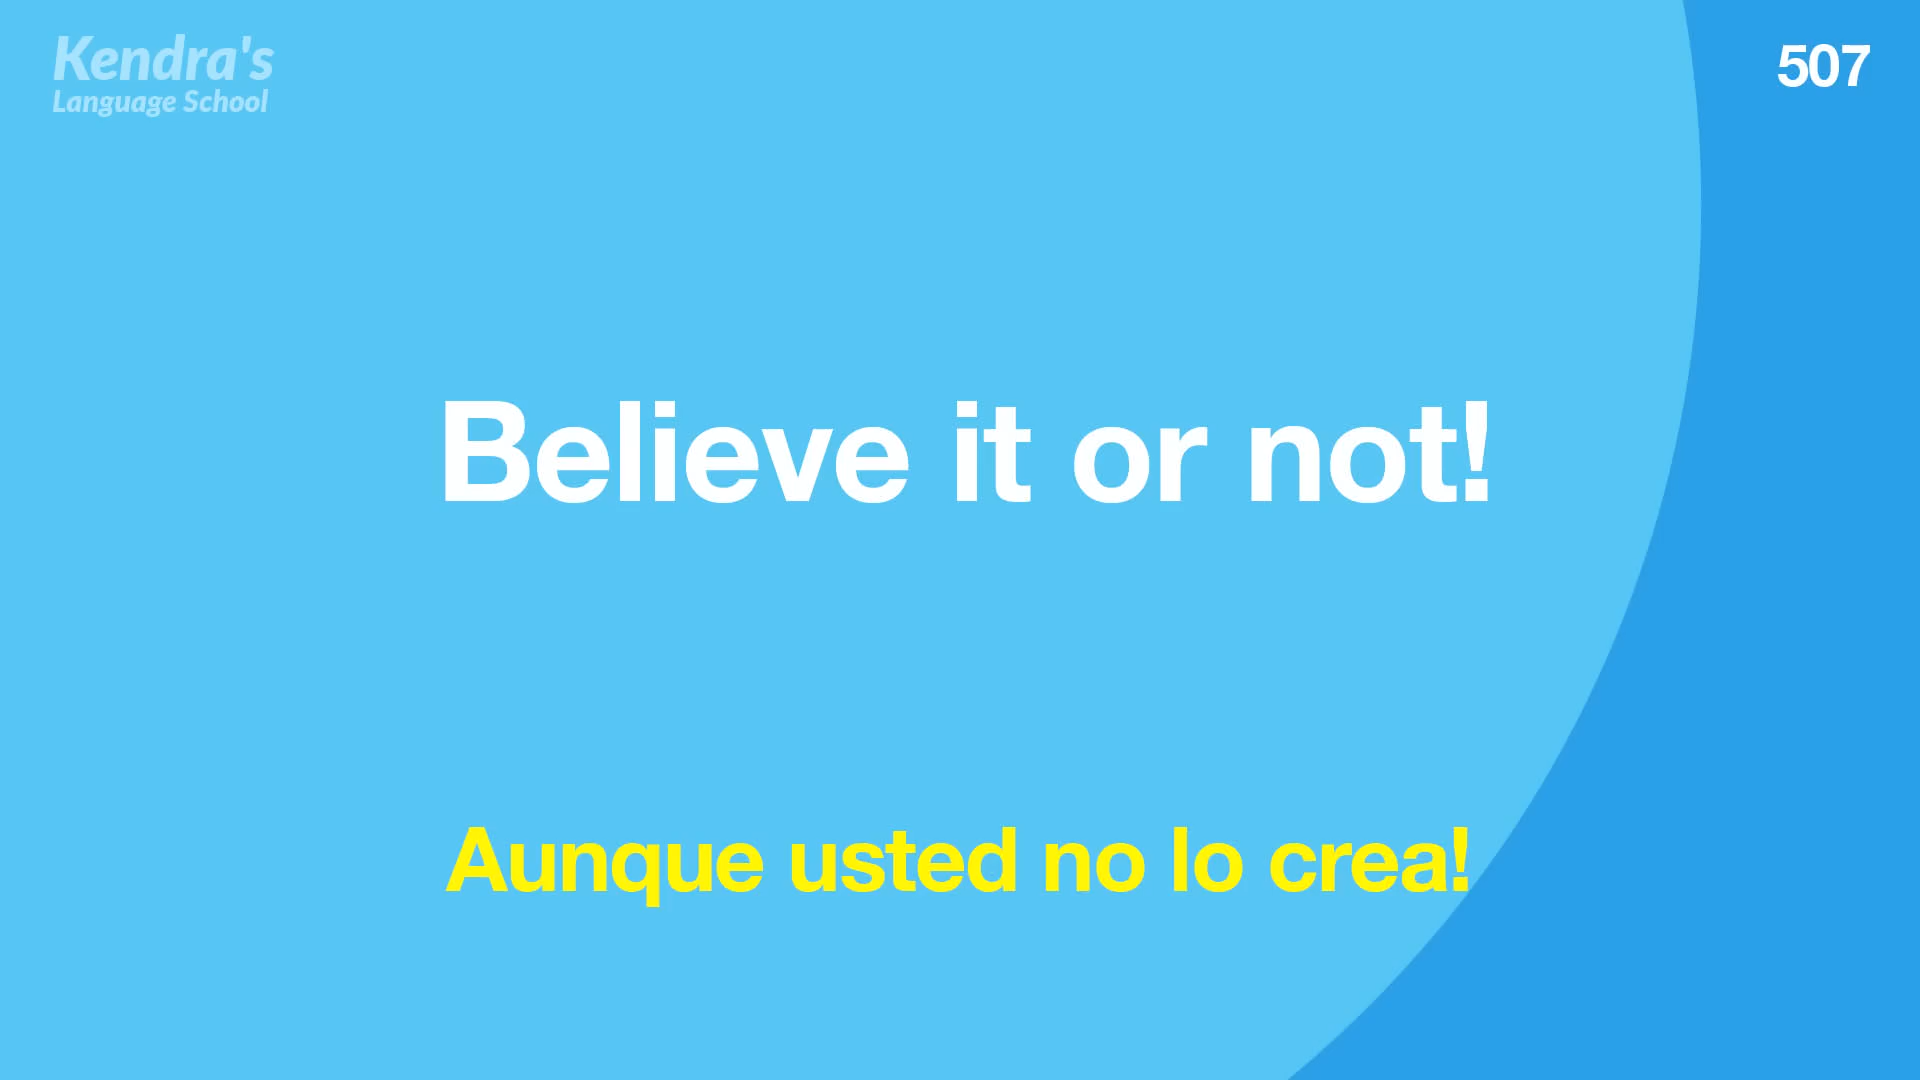 Kendra's
Language School
507
Believe it or not!
Aunque usted no lo crea!